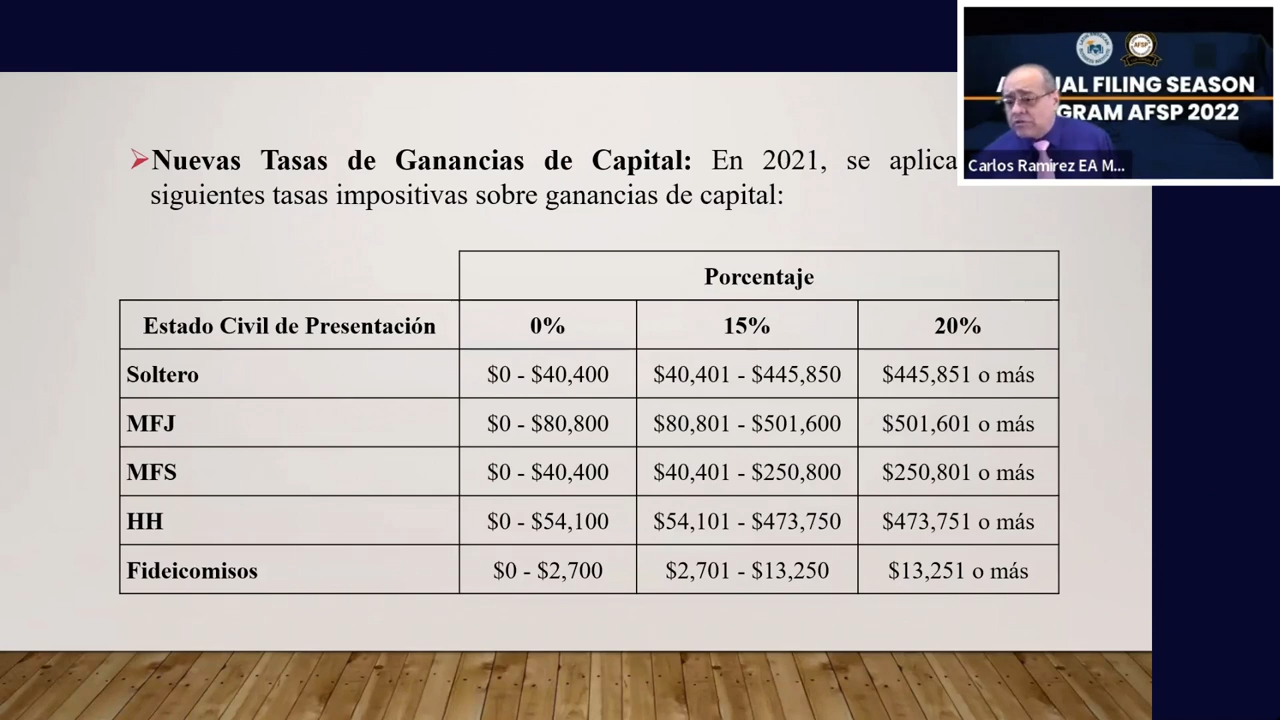 ➢Nuevas Tasas de Ganancias de Capital: En 2021, se aplica
siguientes tasas impositivas sobre ganancias de capital:
Porcentaje
Estado Civil de Presentación 0% 15% 20%
Soltero $0 - $40,400 $40,401 - $445,850 $445,851 o más
MFJ $0 - $80,800 $80,801 - $501,600 $501,601 o más
MFS $0 - $40,400 $40,401 - $250,800 $250,801 o más
HH $0 - $54,100 $54,101 - $473,750 $473,751 o más
Fideicomisos $0 - $2,700 $2,701 - $13,250 $13,251 o más
AFSP
FILING SEASON
AFSP 2022
Carlos Ramirez EA M...